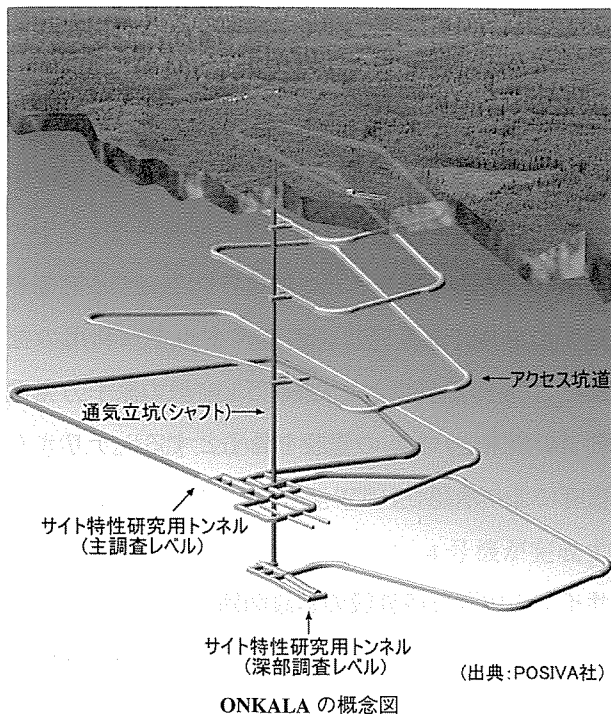 アクセス坑道
通気立坑(シャフト)
サイト特性研究用トンネル
(主調査レベル)
サイト特性研究用トンネル
(深部調査レベル)
(出典:POSIVA社)
ONKALA の概念図